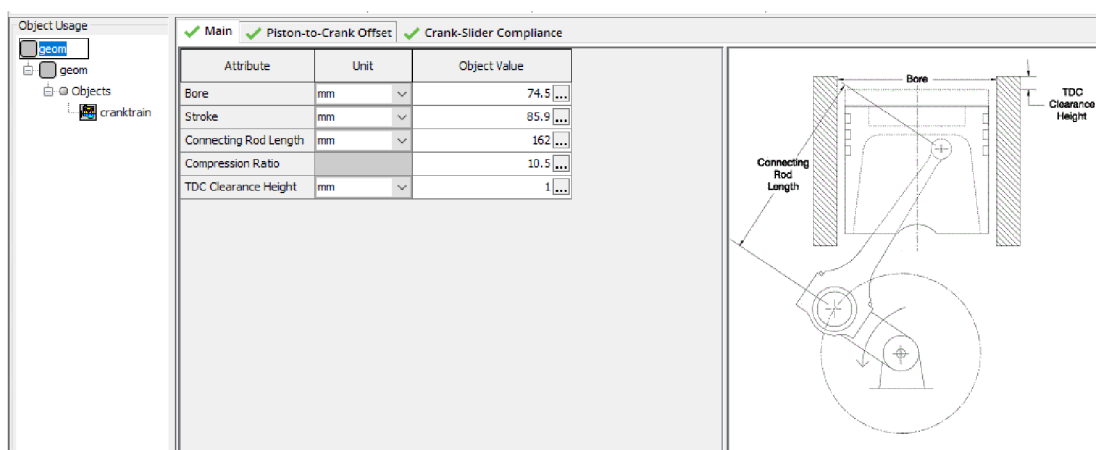 Object Usage
geom
geom
Objects
cranktrain
Main
Piston-to-Crank Offset
Crank-Slider Compliance
Attribute Unit Object Value
Bore mm 74.5 ...
Stroke mm 85.9 ...
Connecting Rod Length mm 162 ...
Compression Ratio 10.5 ...
TDC Clearance Height mm 1 ...
Bore
TDC
Clearance
Height
Connecting
Rod
Length